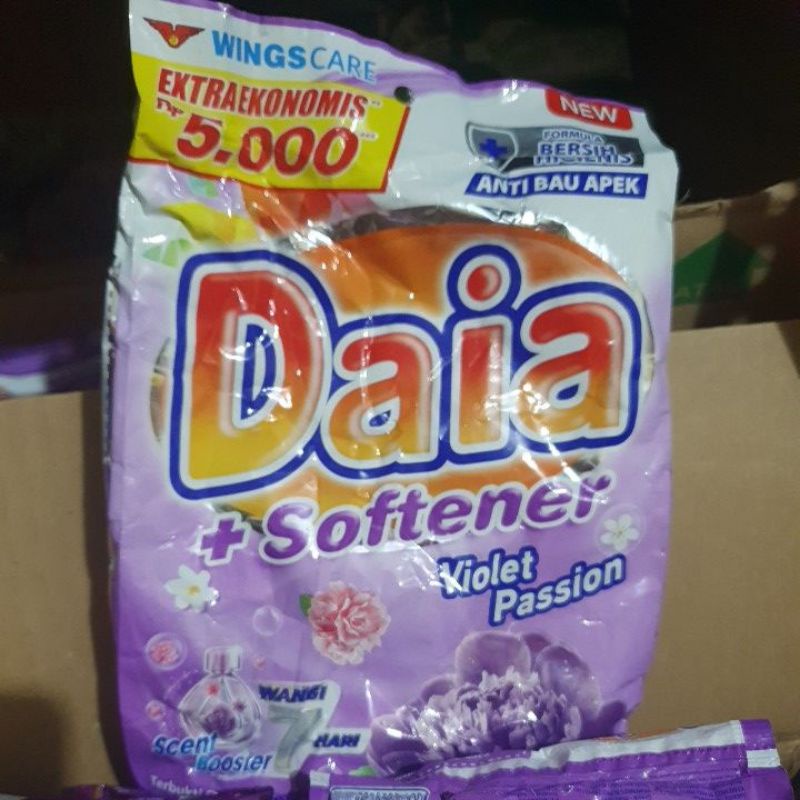 WINGSCARE
EXTRAEKONOMIS
Rp
5.000
NEW
FORMULA
BERSIH
HIGIENIS
ANTI BAU APEK
Daia
+ Softener
Violet
Passion
WANGI
7
HARI
Scent
Booster